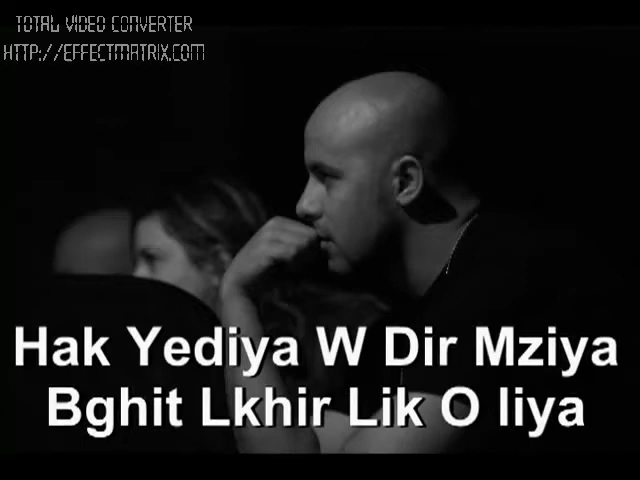 TOTAL VIDEO CONVERTER
HTTP://EFFECTMATRIX.COM
Hak Yediya W Dir Mziya
Bghit Lkhir Lik O liya